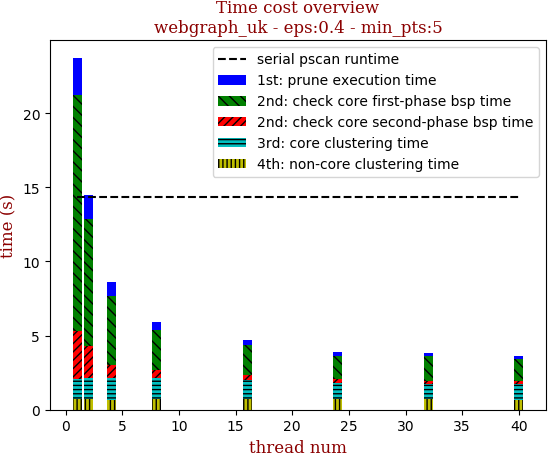 Time cost overview
webgraph_uk - eps:0.4 - min_pts:5
serial pscan runtime
1st: prune execution time
2nd: check core first-phase bsp time
2nd: check core second-phase bsp time
3rd: core clustering time
4th: non-core clustering time
time (s)
20
15
10
5
0
0 5 10 15 20 25 30 35 40
thread num